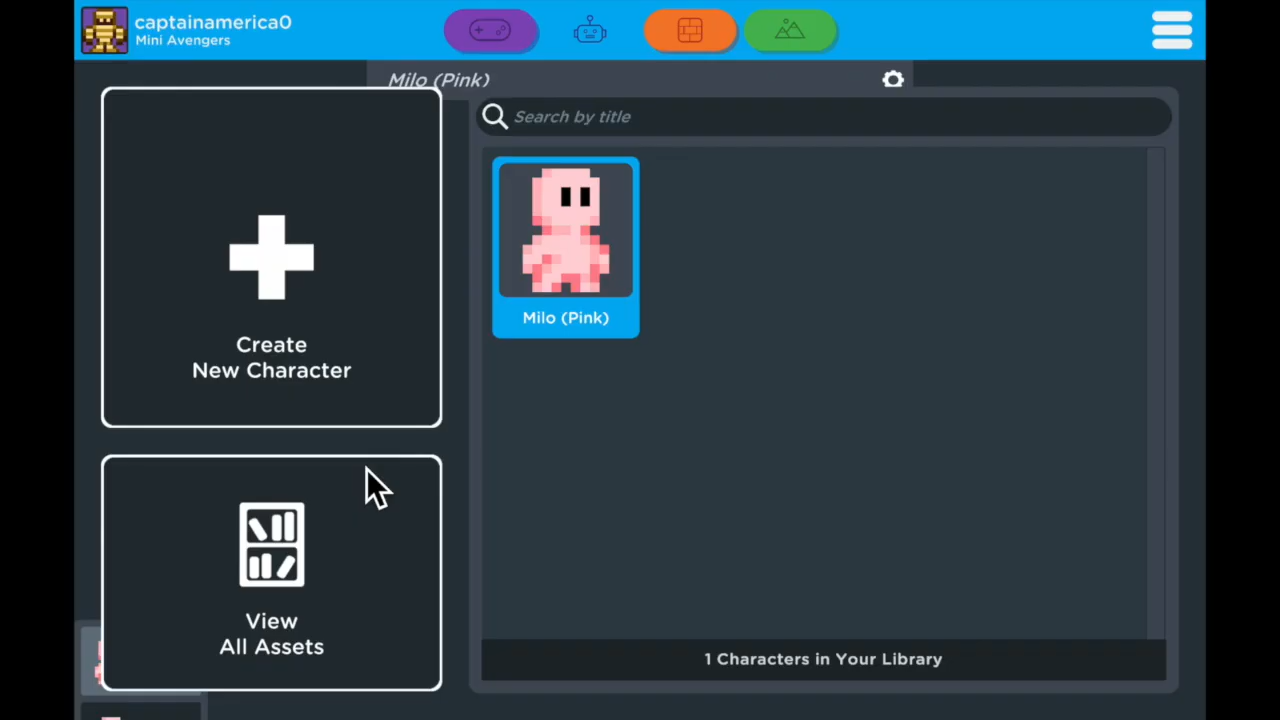 captainamerica0
Mini Avengers
Milo (Pink)
Search by title
Create
New Character
Milo (Pink)
View
All Assets
1 Characters in Your Library